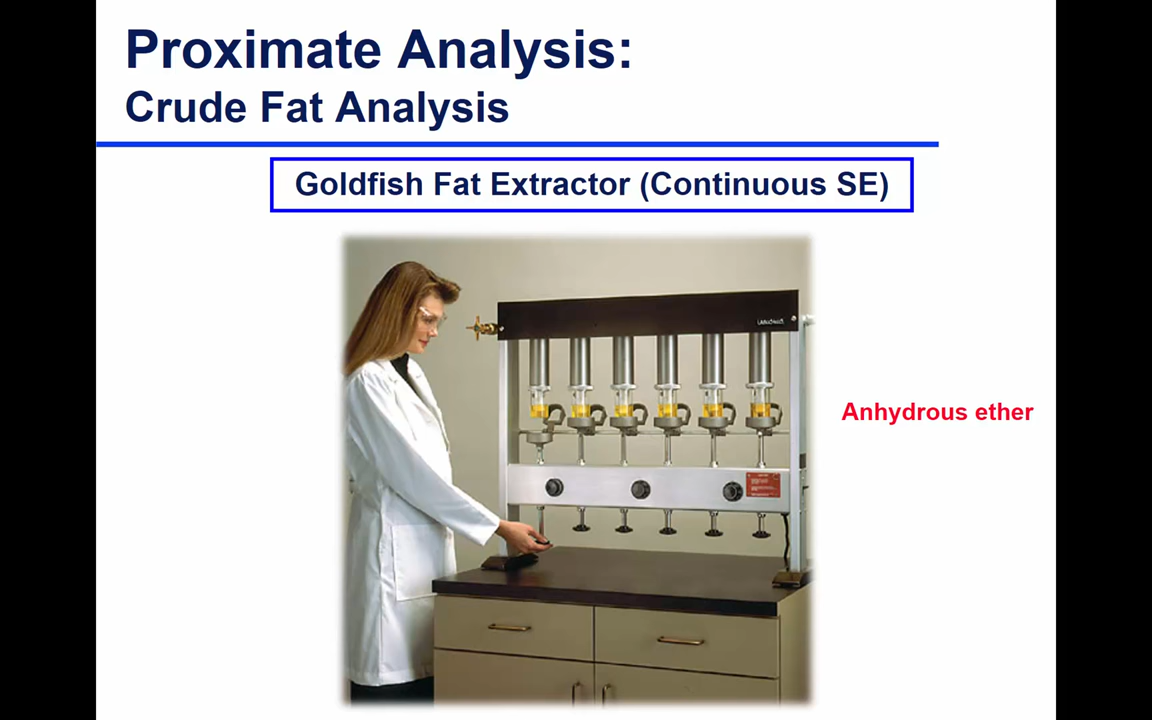 Proximate Analysis:
Crude Fat Analysis
Goldfish Fat Extractor (Continuous SE)
Anhydrous ether